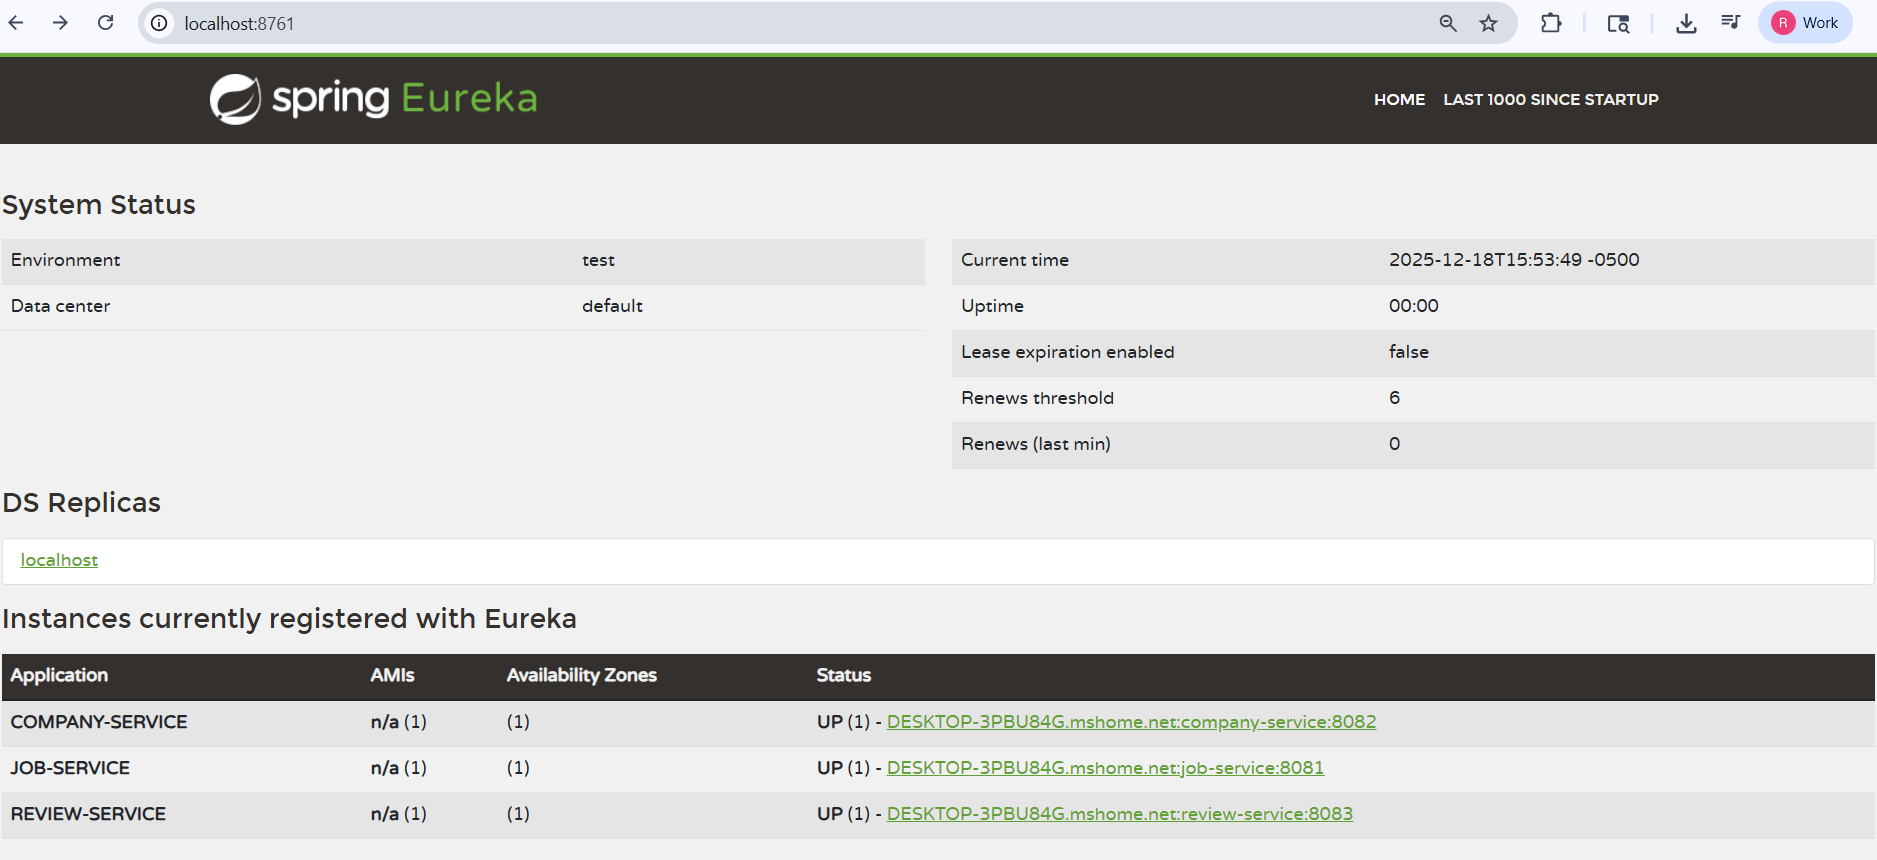 localhost:8761
R Work
spring Eureka
HOME LAST 1000 SINCE STARTUP
System Status
Environment test
Data center default
Current time 2025-12-18T15:53:49 -0500
Uptime 00:00
Lease expiration enabled false
Renews threshold 6
Renews (last min) 0
DS Replicas
localhost
Instances currently registered with Eureka
Application AMIs Availability Zones Status
COMPANY-SERVICE n/a (1) (1) UP (1) - DESKTOP-3PBU84G.mshome.net:company-service:8082
JOB-SERVICE n/a (1) (1) UP (1) - DESKTOP-3PBU84G.mshome.net:job-service:8081
REVIEW-SERVICE n/a (1) (1) UP (1) - DESKTOP-3PBU84G.mshome.net:review-service:8083